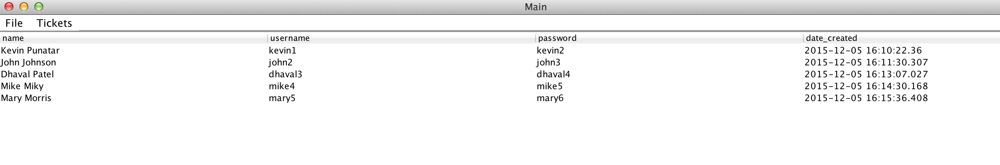 Main
File Tickets
name username password date_created
Kevin Punatar kevin1 kevin2 2015-12-05 16:10:22.36
John Johnson john2 john3 2015-12-05 16:11:30.307
Dhaval Patel dhaval3 dhaval4 2015-12-05 16:13:07.027
Mike Miky mike4 mike5 2015-12-05 16:14:30.168
Mary Morris mary5 mary6 2015-12-05 16:15:36.408